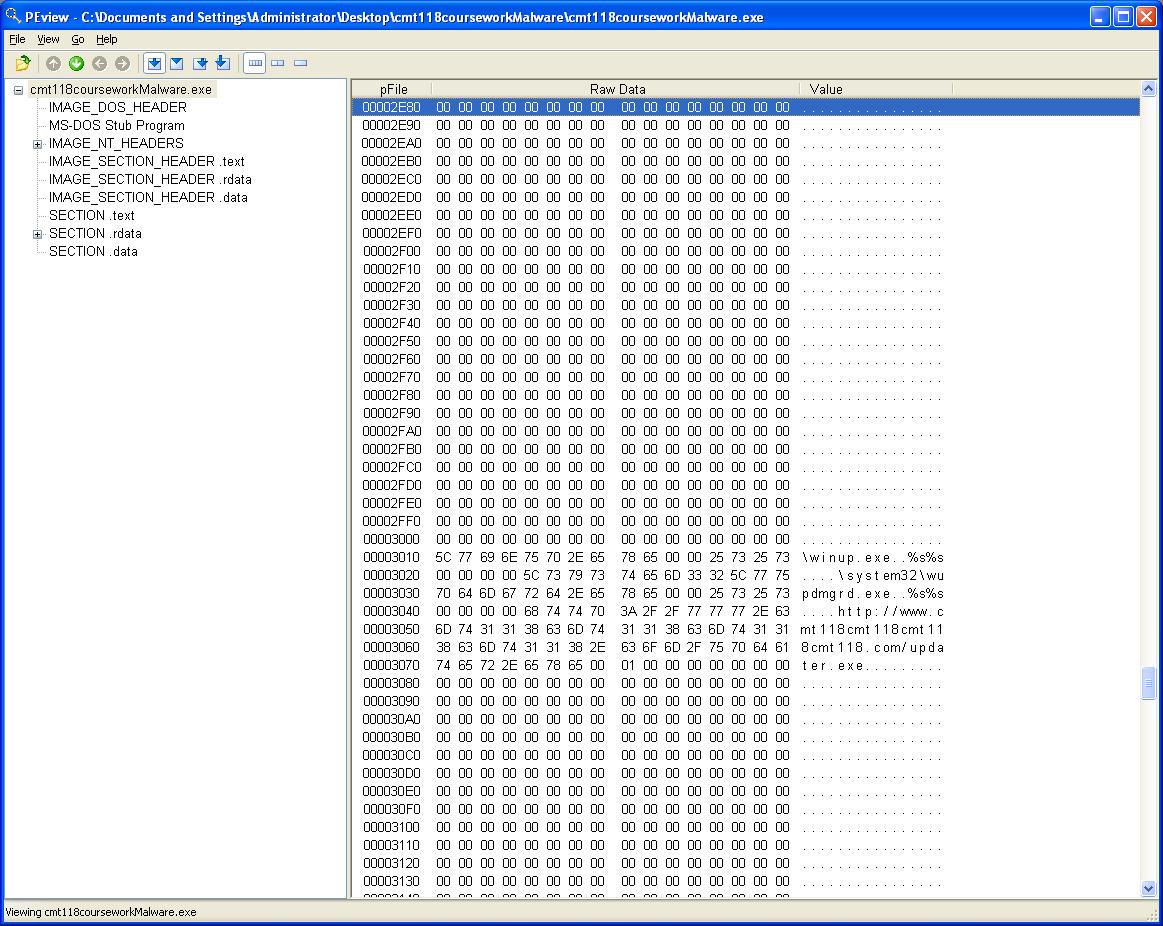 PEview - C:\Documents and Settings\Administrator\Desktop\cmt118courseworkMalware\cmt118courseworkMalware.exe
File View Go Help
cmt118courseworkMalware.exe
IMAGE_DOS_HEADER
MS-DOS Stub Program
IMAGE_NT_HEADERS
IMAGE_SECTION_HEADER .text
IMAGE_SECTION_HEADER .rdata
IMAGE_SECTION_HEADER .data
SECTION .text
SECTION .rdata
SECTION .data
pFile Raw Data Value
00002E80 00 00 00 00 00 00 00 00 00 00 00 00 00 00 00 00 ................
00002E90 00 00 00 00 00 00 00 00 00 00 00 00 00 00 00 00 ................
00002EA0 00 00 00 00 00 00 00 00 00 00 00 00 00 00 00 00 ................
00002EB0 00 00 00 00 00 00 00 00 00 00 00 00 00 00 00 00 ................
00002EC0 00 00 00 00 00 00 00 00 00 00 00 00 00 00 00 00 ................
00002ED0 00 00 00 00 00 00 00 00 00 00 00 00 00 00 00 00 ................
00002EE0 00 00 00 00 00 00 00 00 00 00 00 00 00 00 00 00 ................
00002EF0 00 00 00 00 00 00 00 00 00 00 00 00 00 00 00 00 ................
00002F00 00 00 00 00 00 00 00 00 00 00 00 00 00 00 00 00 ................
00002F10 00 00 00 00 00 00 00 00 00 00 00 00 00 00 00 00 ................
00002F20 00 00 00 00 00 00 00 00 00 00 00 00 00 00 00 00 ................
00002F30 00 00 00 00 00 00 00 00 00 00 00 00 00 00 00 00 ................
00002F40 00 00 00 00 00 00 00 00 00 00 00 00 00 00 00 00 ................
00002F50 00 00 00 00 00 00 00 00 00 00 00 00 00 00 00 00 ................
00002F60 00 00 00 00 00 00 00 00 00 00 00 00 00 00 00 00 ................
00002F70 00 00 00 00 00 00 00 00 00 00 00 00 00 00 00 00 ................
00002F80 00 00 00 00 00 00 00 00 00 00 00 00 00 00 00 00 ................
00002F90 00 00 00 00 00 00 00 00 00 00 00 00 00 00 00 00 ................
00002FA0 00 00 00 00 00 00 00 00 00 00 00 00 00 00 00 00 ................
00002FB0 00 00 00 00 00 00 00 00 00 00 00 00 00 00 00 00 ................
00002FC0 00 00 00 00 00 00 00 00 00 00 00 00 00 00 00 00 ................
00002FD0 00 00 00 00 00 00 00 00 00 00 00 00 00 00 00 00 ................
00002FE0 00 00 00 00 00 00 00 00 00 00 00 00 00 00 00 00 ................
00002FF0 00 00 00 00 00 00 00 00 00 00 00 00 00 00 00 00 ................
00003000 00 00 00 00 00 00 00 00 00 00 00 00 00 00 00 00 ................
00003010 5C 77 69 6E 75 70 2E 65 78 65 00 00 25 73 25 73 \winup.exe..%s%s
00003020 00 00 00 00 5C 73 79 73 74 65 6D 33 32 5C 77 75 ....\system32\wu
00003030 70 64 6D 67 72 64 2E 65 78 65 00 00 25 73 25 73 pdmgrd.exe..%s%s
00003040 00 00 00 00 68 74 74 70 3A 2F 2F 77 77 77 2E 63 ....http://www.c
00003050 6D 74 31 31 38 63 6D 74 31 31 38 63 6D 74 31 31 mt118cmt118cmt11
00003060 38 63 6D 74 31 31 38 2E 63 6F 6D 2F 75 70 64 61 8cmt118.com/upda
00003070 74 65 72 2E 65 78 65 00 01 00 00 00 00 00 00 00 ter.exe.........
00003080 00 00 00 00 00 00 00 00 00 00 00 00 00 00 00 00 ................
00003090 00 00 00 00 00 00 00 00 00 00 00 00 00 00 00 00 ................
000030A0 00 00 00 00 00 00 00 00 00 00 00 00 00 00 00 00 ................
000030B0 00 00 00 00 00 00 00 00 00 00 00 00 00 00 00 00 ................
000030C0 00 00 00 00 00 00 00 00 00 00 00 00 00 00 00 00 ................
000030D0 00 00 00 00 00 00 00 00 00 00 00 00 00 00 00 00 ................
000030E0 00 00 00 00 00 00 00 00 00 00 00 00 00 00 00 00 ................
000030F0 00 00 00 00 00 00 00 00 00 00 00 00 00 00 00 00 ................
00003100 00 00 00 00 00 00 00 00 00 00 00 00 00 00 00 00 ................
00003110 00 00 00 00 00 00 00 00 00 00 00 00 00 00 00 00 ................
00003120 00 00 00 00 00 00 00 00 00 00 00 00 00 00 00 00 ................
00003130 00 00 00 00 00 00 00 00 00 00 00 00 00 00 00 00 ................
Viewing cmt118courseworkMalware.exe